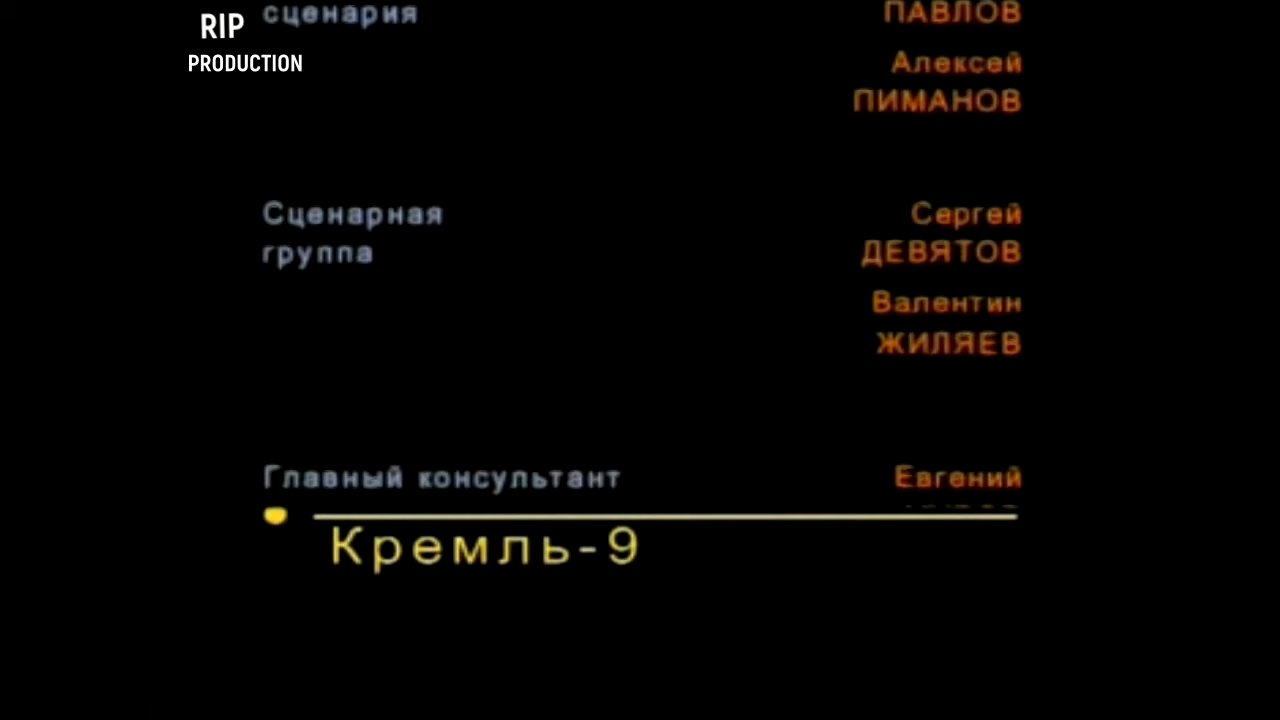 RIP
PRODUCTION
сценария ПАВЛОВ
Алексей
ПИМАНОВ
Сценарная Сергей
группа ДЕВЯТОВ
Валентин
ЖИЛЯЕВ
Главный консультант Евгений
Кремль-9